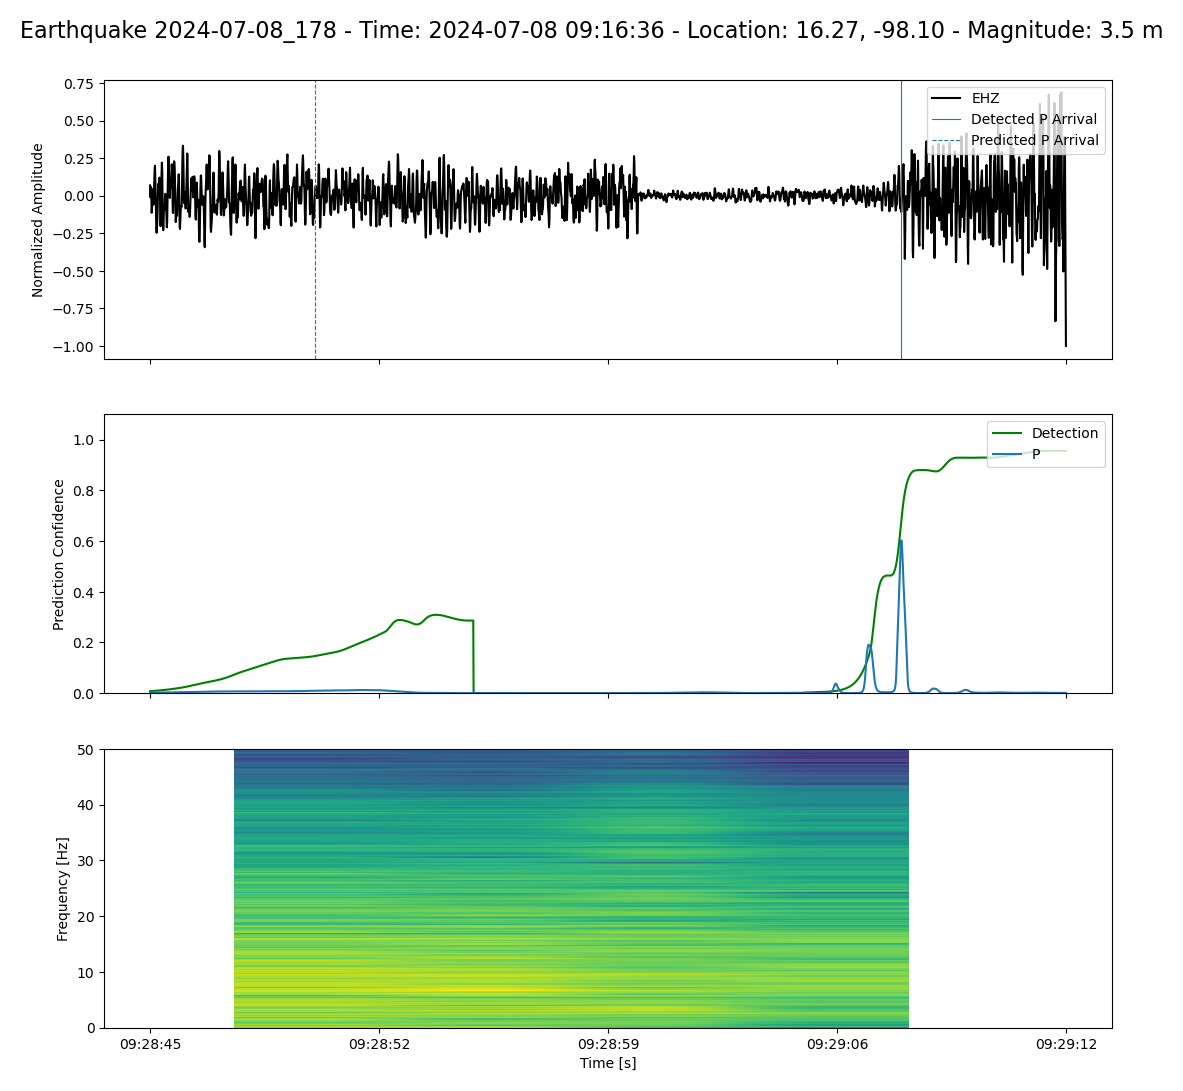 Earthquake 2024-07-08_178 - Time: 2024-07-08 09:16:36 - Location: 16.27, -98.10 - Magnitude: 3.5 m
0.75
0.50
0.25
0.00
−0.25
−0.50
−0.75
−1.00
Normalized Amplitude
EHZ
Detected P Arrival
Predicted P Arrival
1.0
0.8
0.6
0.4
0.2
0.0
Prediction Confidence
Detection
P
50
40
30
20
10
0
Frequency [Hz]
09:28:45
09:28:52
09:28:59
09:29:06
09:29:12
Time [s]